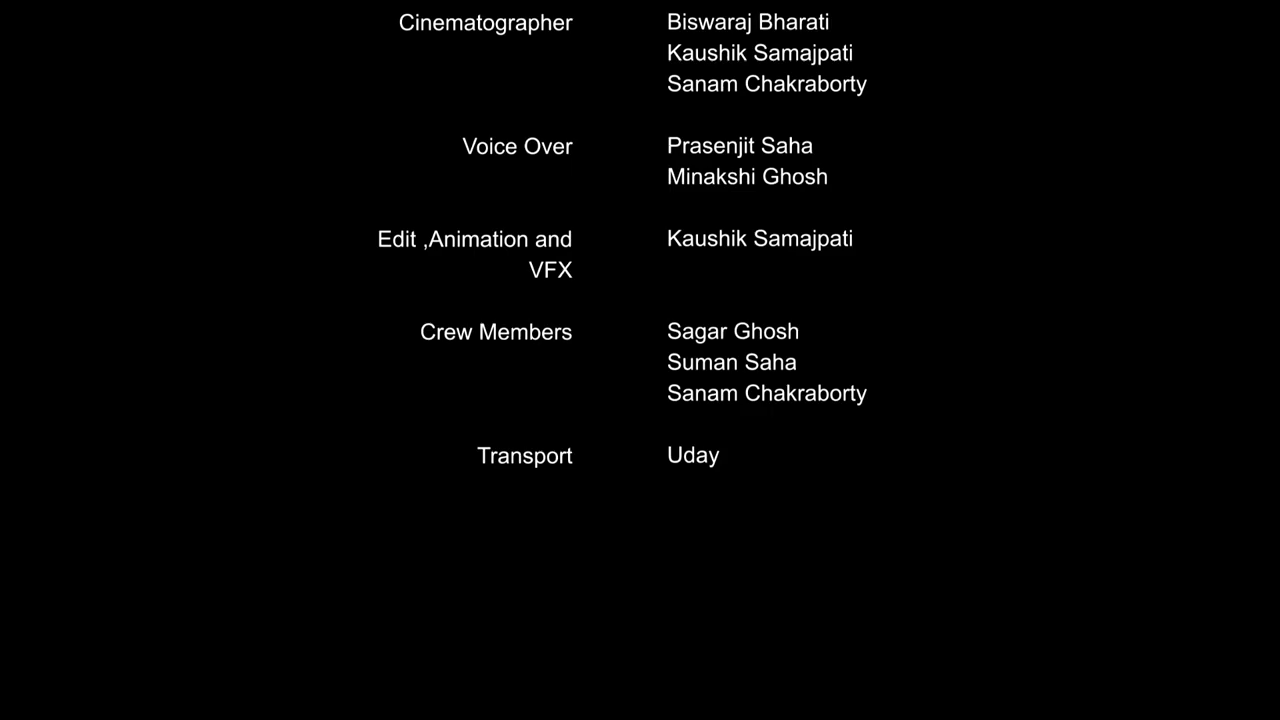 Cinematographer Biswaraj Bharati
Kaushik Samajpati
Sanam Chakraborty
Voice Over Prasenjit Saha
Minakshi Ghosh
Edit ,Animation and Kaushik Samajpati
VFX
Crew Members Sagar Ghosh
Suman Saha
Sanam Chakraborty
Transport Uday